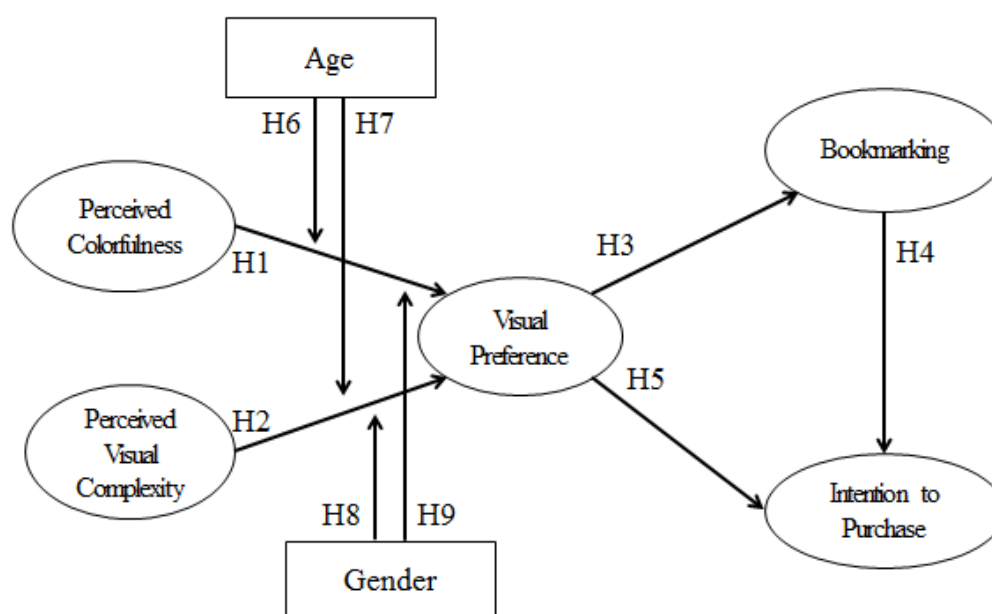 Age
H6
H7
Bookmarking
Perceived
Colorfulness
H1
H3
H4
Visual
Preference
H5
Perceived
Visual
Complexity
H2
Intention to
Purchase
H8
H9
Gender